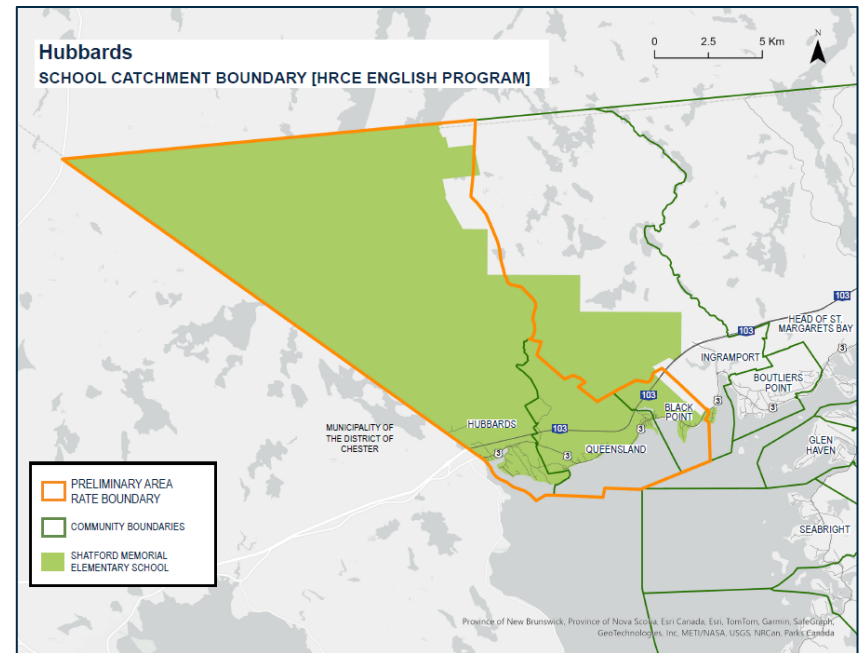 Hubbards
SCHOOL CATCHMENT BOUNDARY [HRCE ENGLISH PROGRAM]
0 2.5 5 Km
N
103
HEAD OF ST.
MARGARETS BAY
103
3
INGRAMPORT
BOUTLIERS
POINT
3
103
3
BLACK
POINT
3
HUBBARDS
103
MUNICIPALITY OF
THE DISTRICT OF
CHESTER
GLEN
HAVEN
QUEENSLAND
3
3
SEABRIGHT
PRELIMINARY AREA
RATE BOUNDARY
COMMUNITY BOUNDARIES
SHATFORD MEMORIAL
ELEMENTARY SCHOOL
Province of New Brunswick, Province of Nova Scotia, Esri Canada, Esri, TomTom, Garmin, SafeGraph,
GeoTechnologies, Inc, METI/NASA, USGS, NRCan, Parks Canada